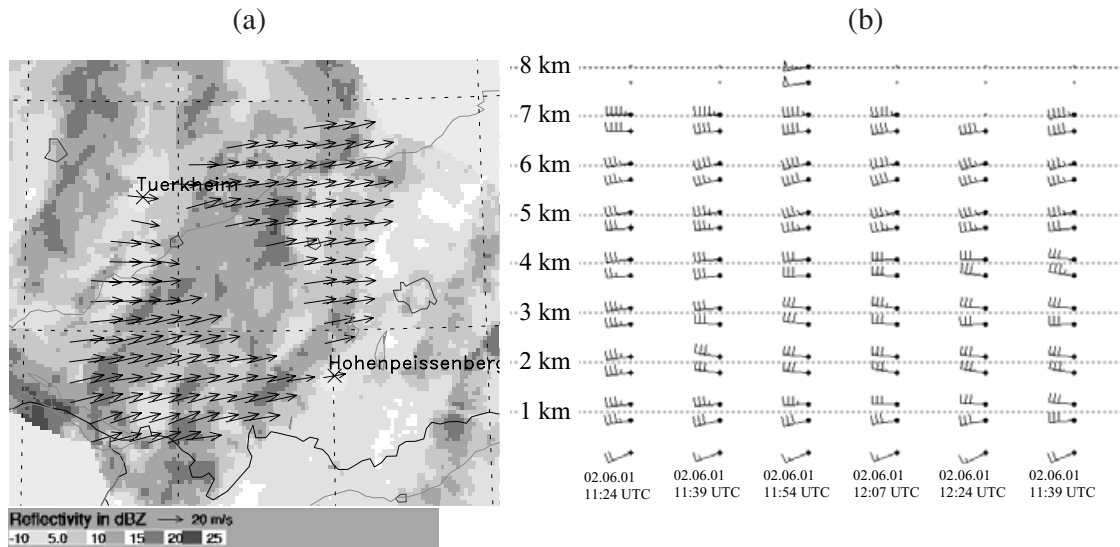 (a)
(b)
Tuerkheim
Hohenpeissenberg
Reflectivity in dBZ 20 m/s
-10 5.0 10 15 20 25
8 km
7 km
6 km
5 km
4 km
3 km
2 km
1 km
02.06.01 02.06.01 02.06.01 02.06.01 02.06.01 02.06.01
11:24 UTC 11:39 UTC 11:54 UTC 12:07 UTC 12:24 UTC 11:39 UTC